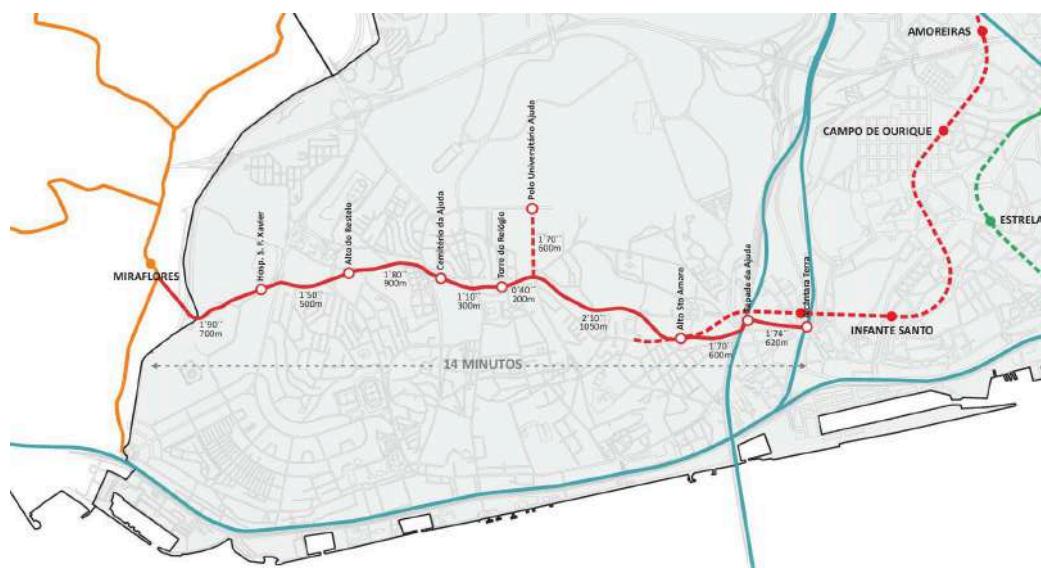 AMOREIRAS
CAMPO DE OURIQUE
ESTRELA
Polo Universitário Ajuda
1´70´´
600m
MIRAFLORES
Hosp. S. F. Xavier
Alto do Restelo
Cemitério da Ajuda
Torre do Relógio
Alto Sto Amaro
Tapada da Ajuda
Alcântara Terra
INFANTE SANTO
1´90´´
700m
1´50´´
500m
1´80´´
900m
1´10´´
300m
0´40´´
200m
2´10´´
1050m
1´70´´
600m
1´74´´
620m
14 MINUTOS